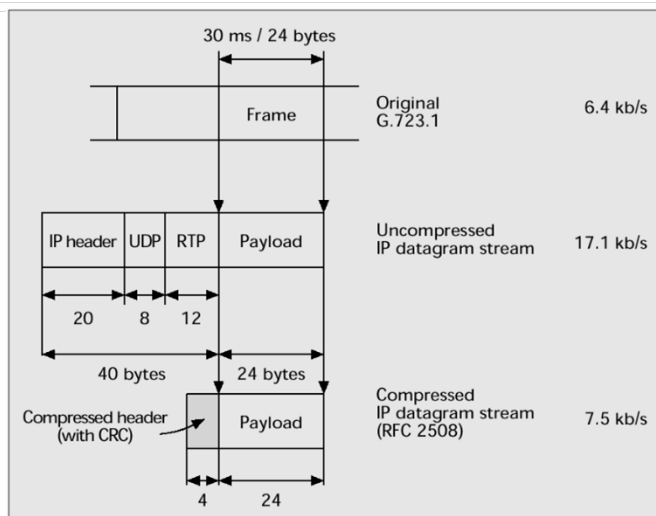 30 ms / 24 bytes
Frame
Original
G.723.1
6.4 kb/s
IP header
UDP
RTP
Payload
Uncompressed
IP datagram stream
17.1 kb/s
20
8
12
40 bytes
24 bytes
Compressed header
(with CRC)
Payload
Compressed
IP datagram stream
(RFC 2508)
7.5 kb/s
4
24